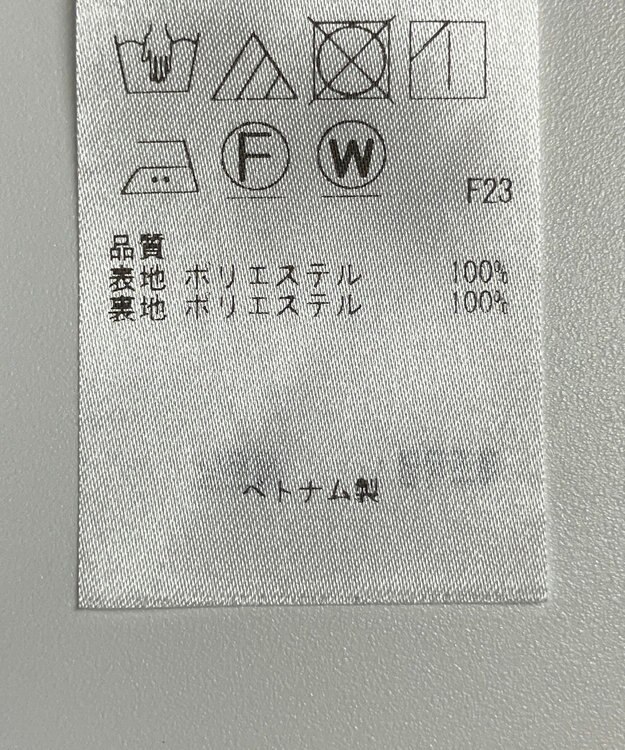 F W
F23
品質
表地 ポリエステル 100%
裏地 ポリエステル 100%
ベトナム製